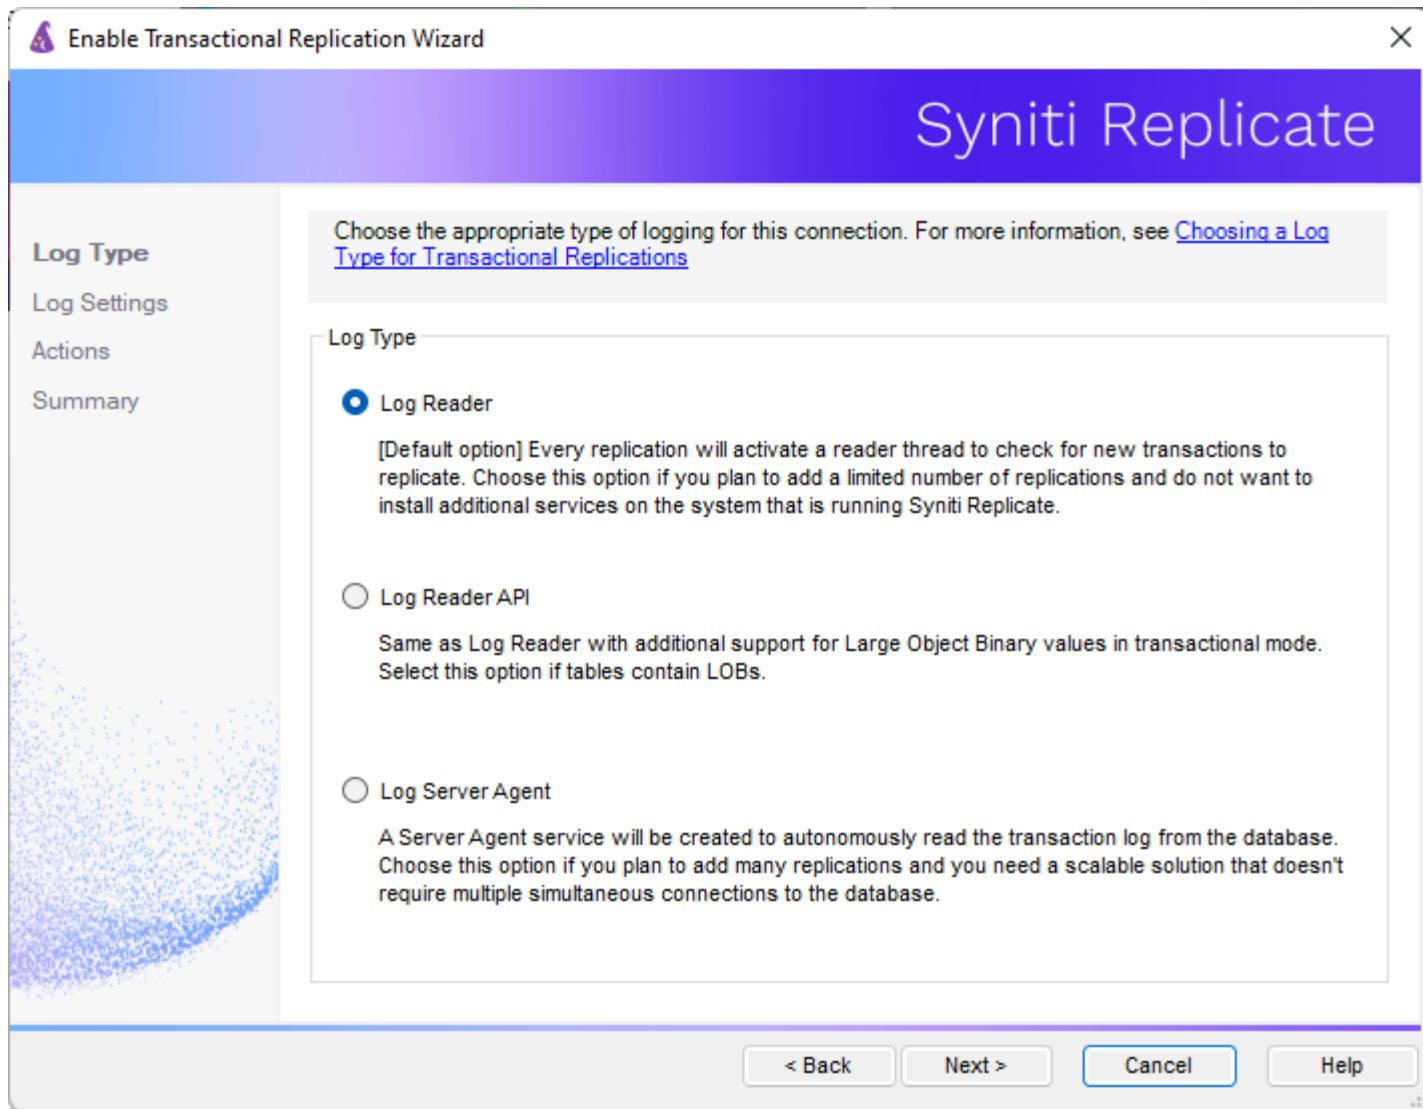 Enable Transactional Replication Wizard
Syniti Replicate
Log Type
Log Settings
Actions
Summary
Choose the appropriate type of logging for this connection. For more information, see Choosing a Log
Type for Transactional Replications
Log Type
Log Reader
[Default option] Every replication will activate a reader thread to check for new transactions to
replicate. Choose this option if you plan to add a limited number of replications and do not want to
install additional services on the system that is running Syniti Replicate.
Log Reader API
Same as Log Reader with additional support for Large Object Binary values in transactional mode.
Select this option if tables contain LOBs.
Log Server Agent
A Server Agent service will be created to autonomously read the transaction log from the database.
Choose this option if you plan to add many replications and you need a scalable solution that doesn't
require multiple simultaneous connections to the database.
< Back Next > Cancel Help